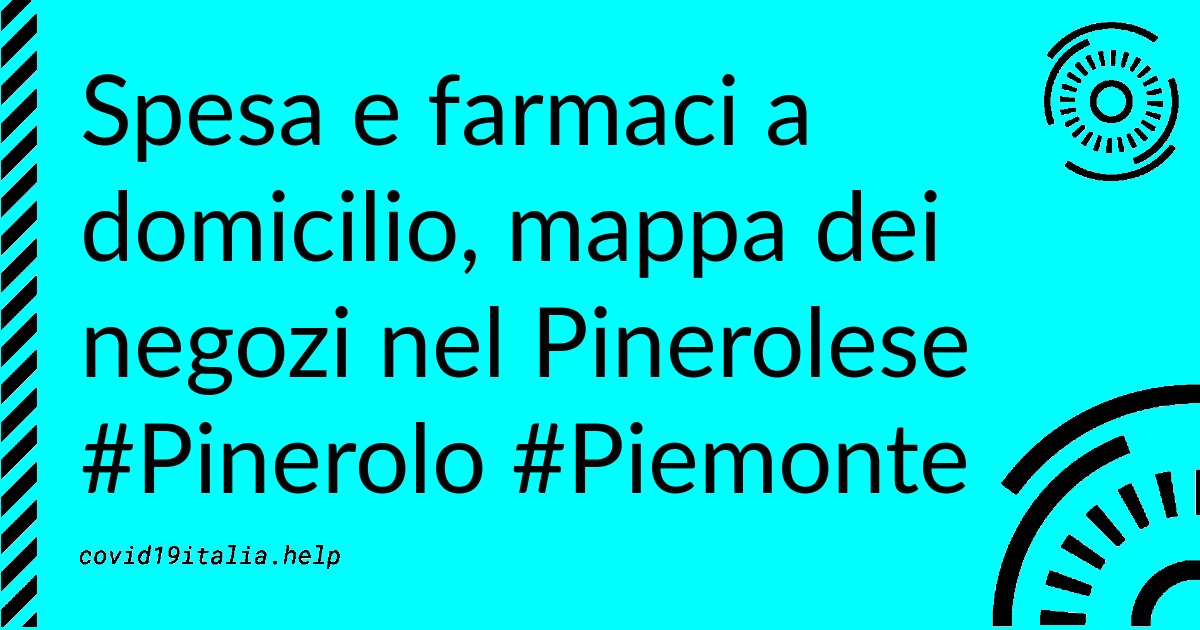 Spesa e farmaci a
domicilio, mappa dei
negozi nel Pinerolese
#Pinerolo #Piemonte
covid19italia.help